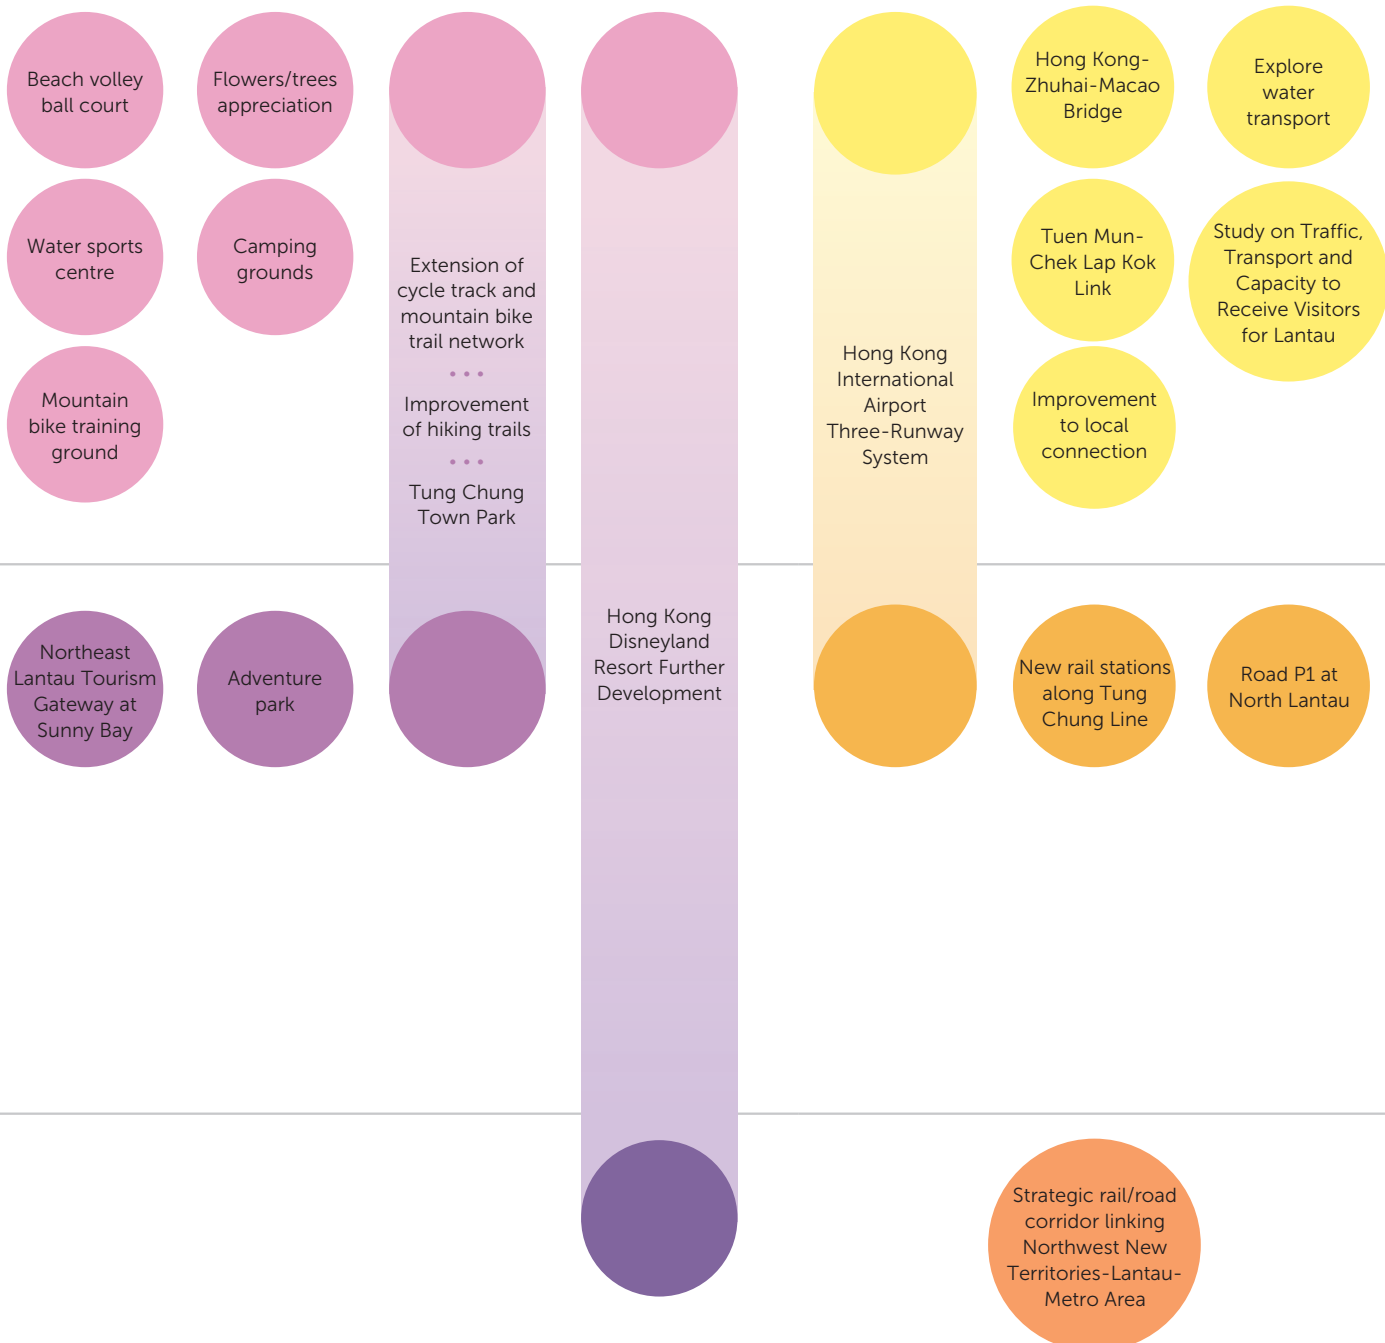 Beach volley
ball court
Flowers/trees
appreciation
Water sports
centre
Camping
grounds
Mountain
bike training
ground
Extension of
cycle track and
mountain bike
trail network
• • •
Improvement
of hiking trails
• • •
Tung Chung
Town Park
Hong Kong
International
Airport
Three-Runway
System
Hong Kong-
Zhuhai-Macao
Bridge
Explore
water
transport
Tuen Mun-
Chek Lap Kok
Link
Study on Traffic,
Transport and
Capacity to
Receive Visitors
for Lantau
Improvement
to local
connection
Northeast
Lantau Tourism
Gateway at
Sunny Bay
Adventure
park
Hong Kong
Disneyland
Resort Further
Development
New rail stations
along Tung
Chung Line
Road P1 at
North Lantau
Strategic rail/road
corridor linking
Northwest New
Territories-Lantau-
Metro Area